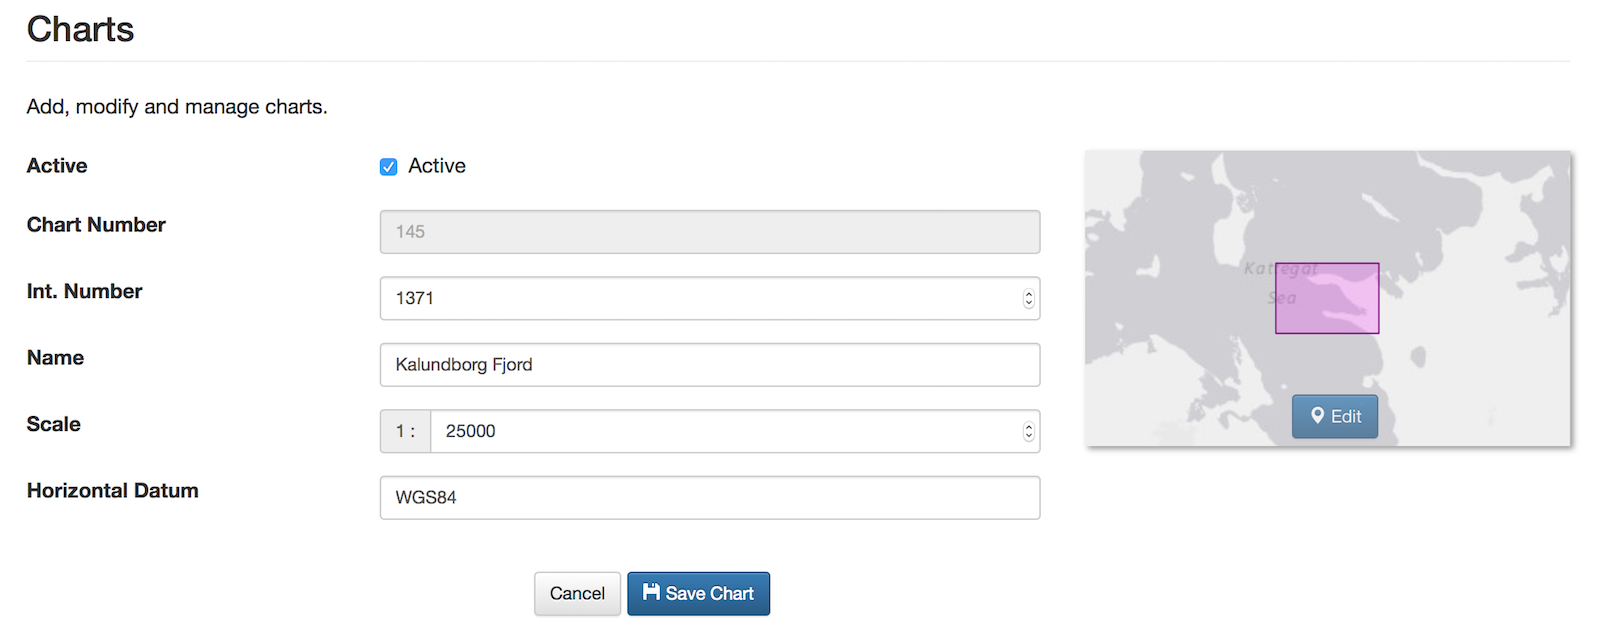 Charts
Add, modify and manage charts.
Active
Active
Chart Number
145
Int. Number
1371
Name
Kalundborg Fjord
Scale
1 :
25000
Horizontal Datum
WGS84
Kattegat
Sea
Edit
Cancel
Save Chart